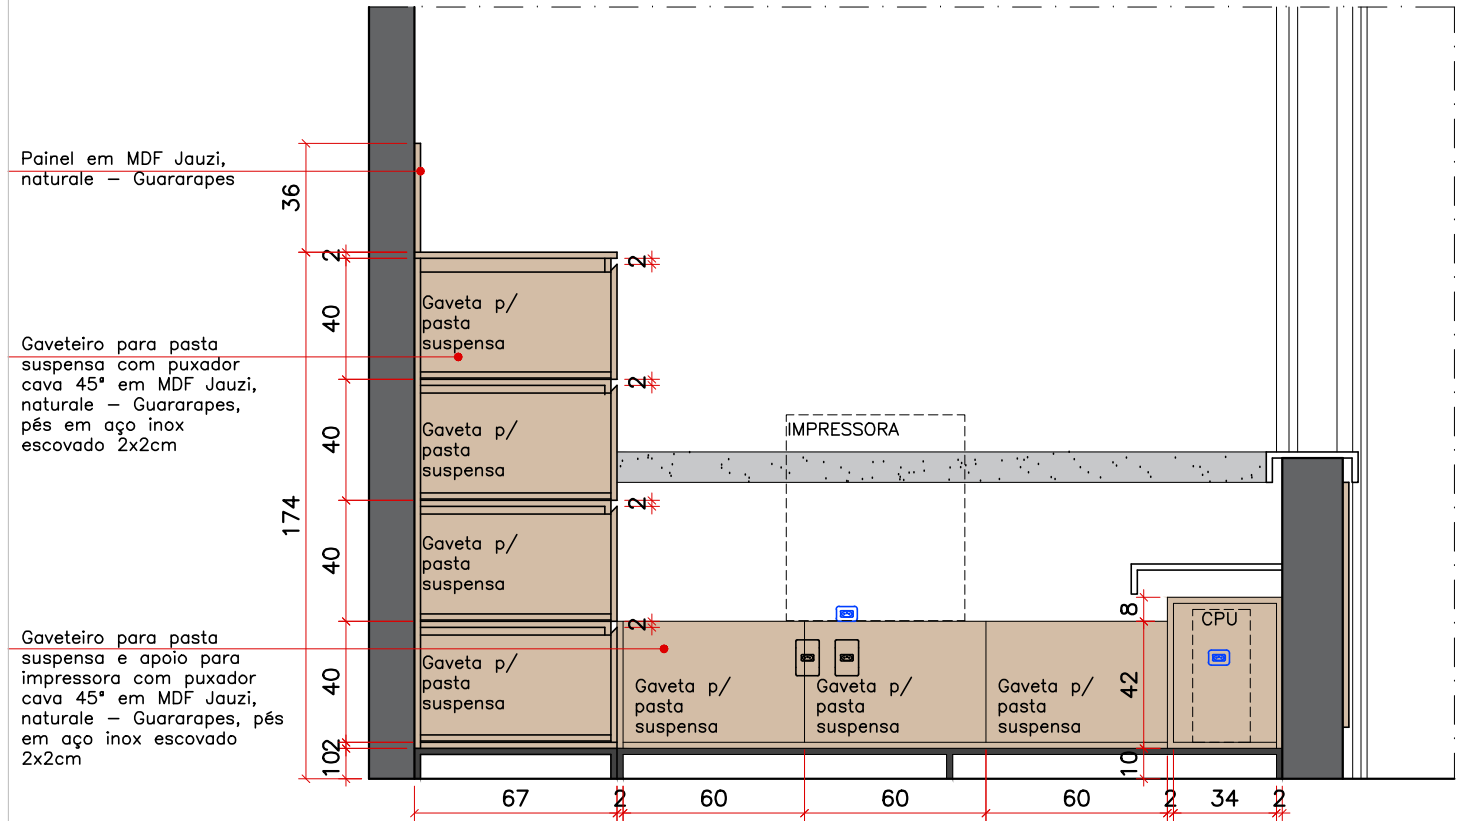 Painel em MDF Jauzi,
naturale – Guararapes
36
2
2
Gaveta p/
pasta
suspensa
40
Gaveteiro para pasta
suspensa com puxador
cava 45° em MDF Jauzi,
naturale – Guararapes,
pés em aço inox
escovado 2x2cm
2
IMPRESSORA
Gaveta p/
pasta
suspensa
40
174
2
Gaveta p/
pasta
suspensa
40
8
CPU
2
Gaveteiro para pasta
suspensa e apoio para
impressora com puxador
cava 45° em MDF Jauzi,
naturale – Guararapes, pés
em aço inox escovado
2x2cm
Gaveta p/
pasta
suspensa
40
Gaveta p/
pasta
suspensa
Gaveta p/
pasta
suspensa
Gaveta p/
pasta
suspensa
42
2
10
10
67
2
60
60
60
2
34
2